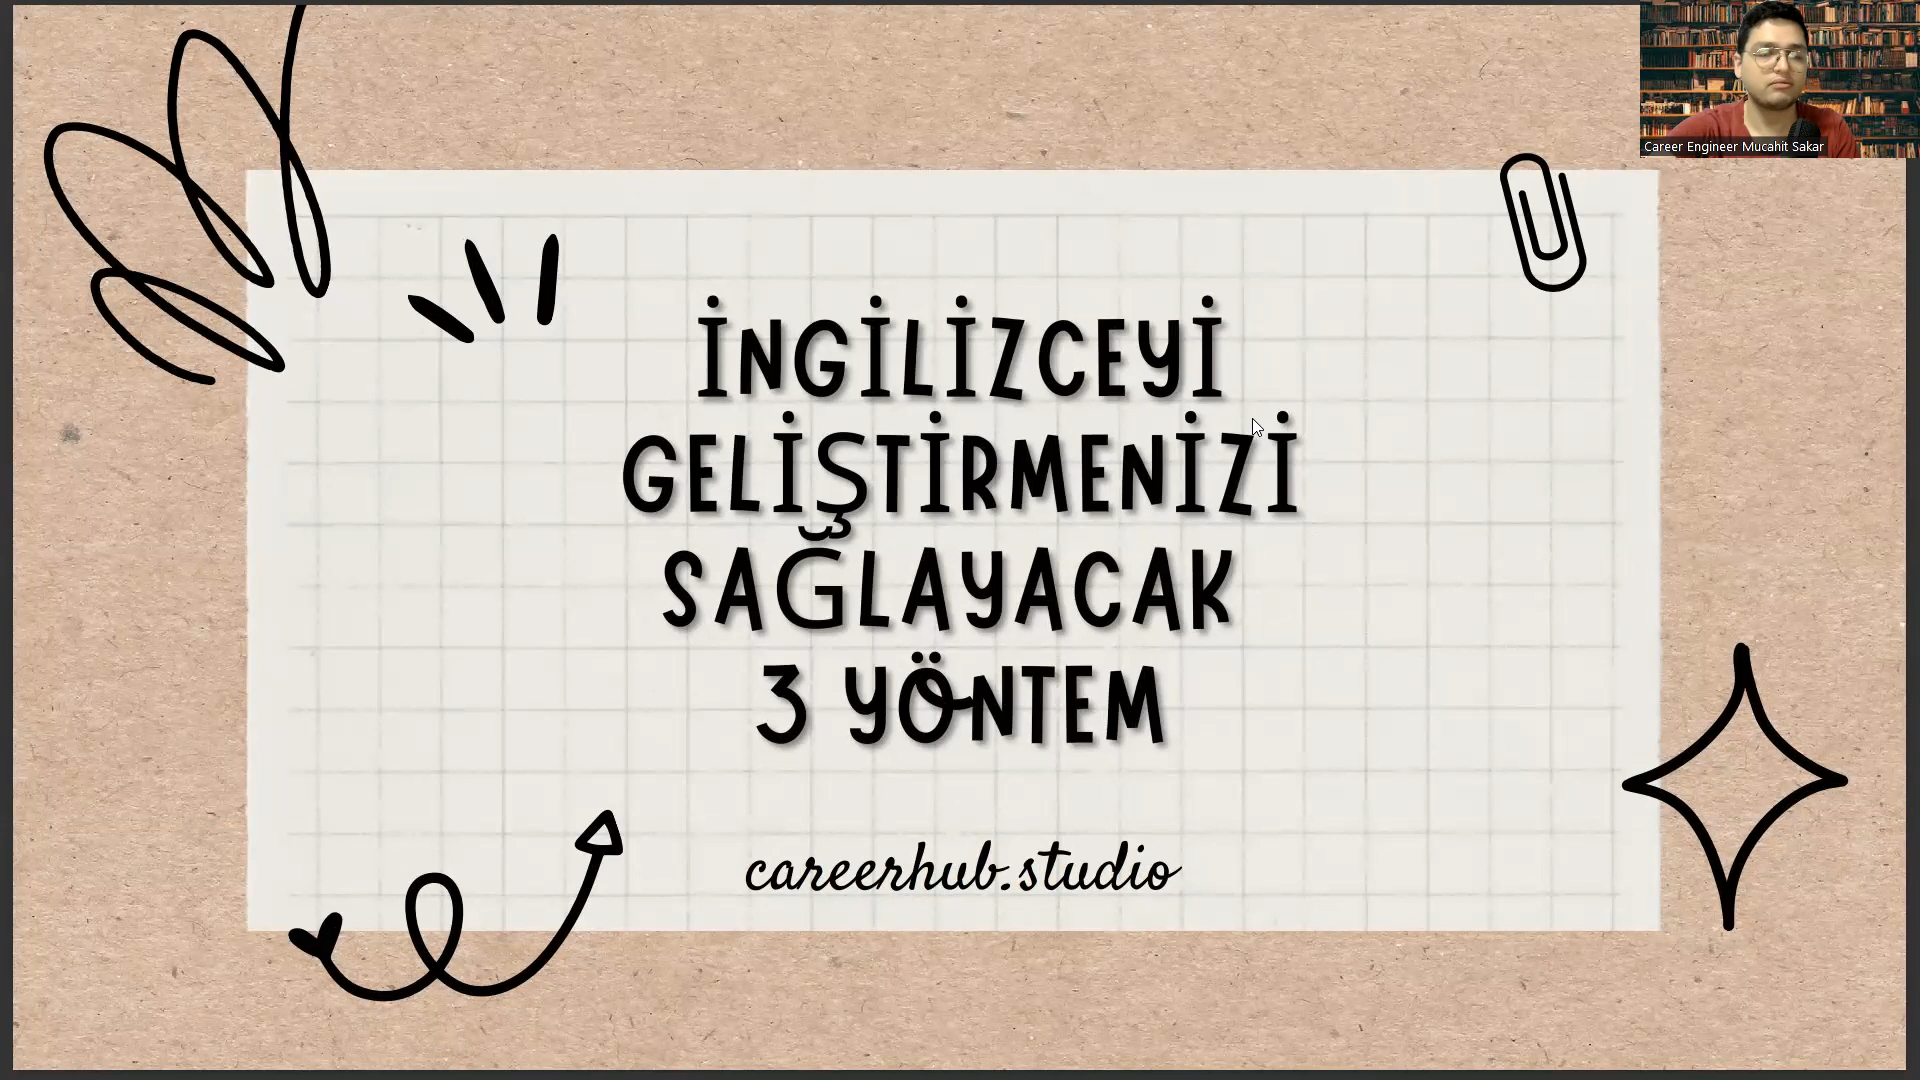 Career Engineer Mucahit Sakar
İNGİLİZCEYİ
GELİŞTİRMENİZİ
SAĞLAYACAK
3 YÖNTEM
careerhub.studio